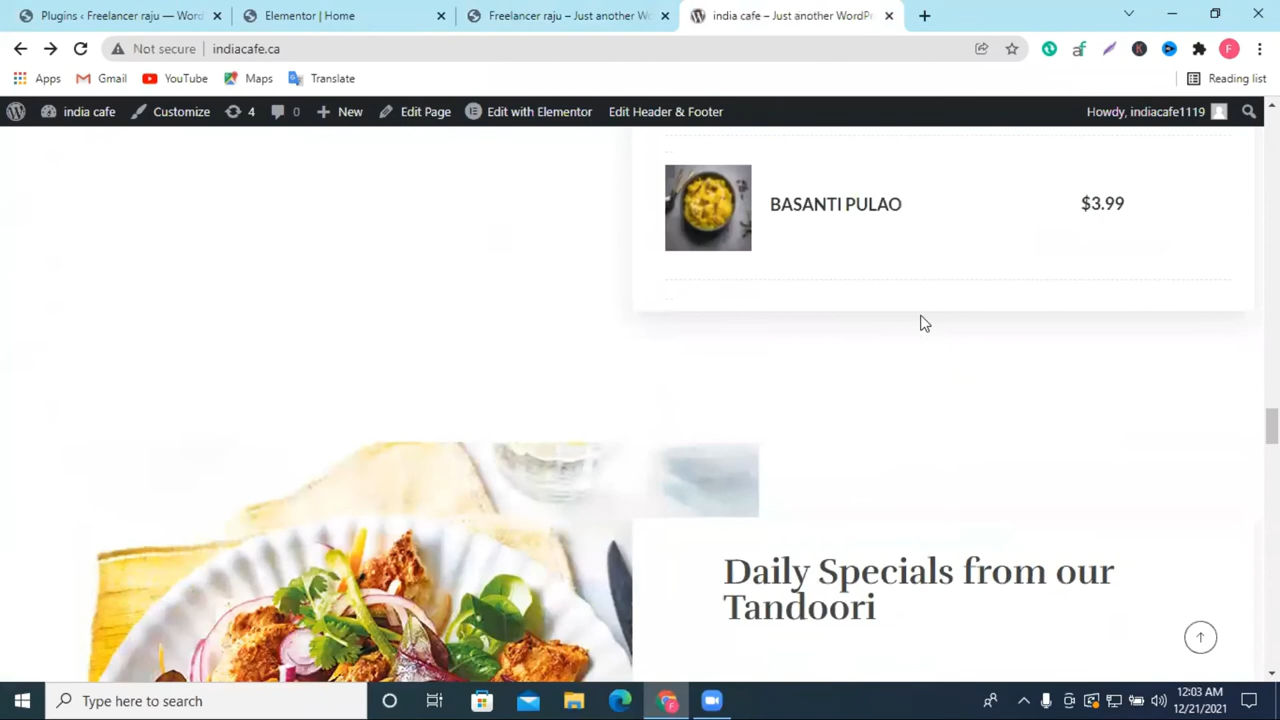 Plugins ‹ Freelancer raju — Word
Elementor | Home
Freelancer raju – Just another Wo
india cafe – Just another WordPr
Not secure
indiacafe.ca
F
Apps
Gmail
YouTube
Maps
Translate
Reading list
india cafe
Customize
4
0
New
Edit Page
Edit with Elementor
Edit Header & Footer
Howdy, indiacafe1119
BASANTI PULAO
$3.99
Daily Specials from our
Tandoori
Type here to search
12:03 AM
12/21/2021